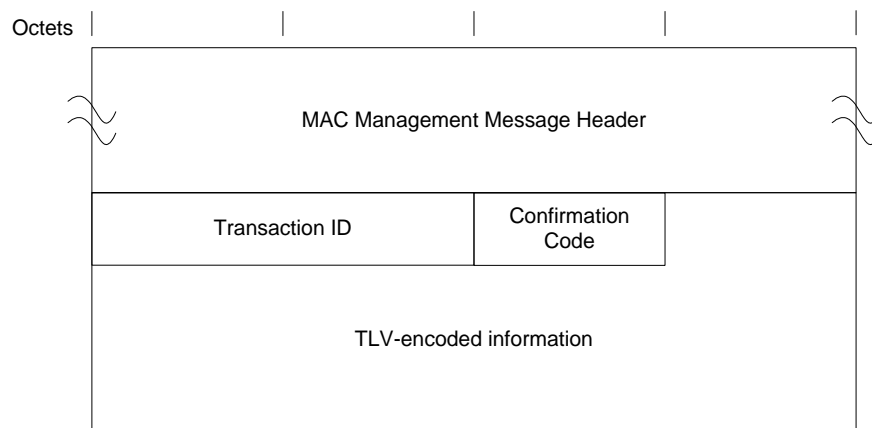 Octets
MAC Management Message Header
Transaction ID
Confirmation
Code
TLV-encoded information